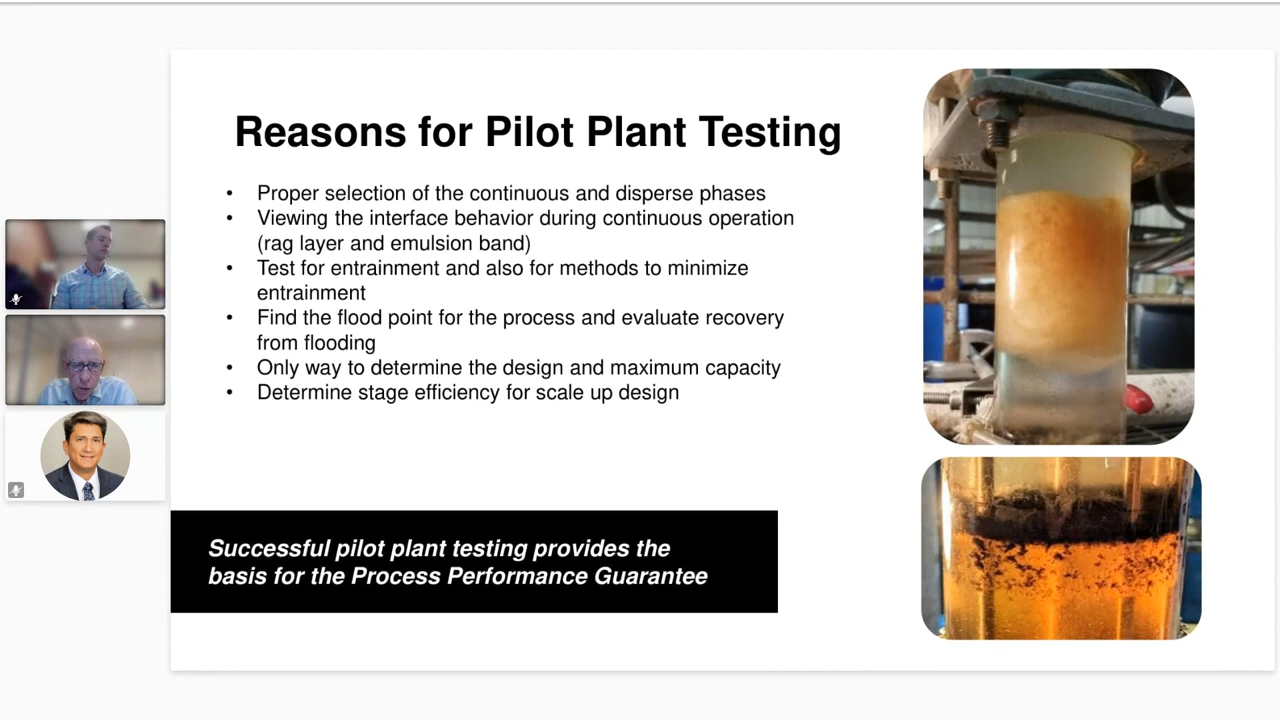 Reasons for Pilot Plant Testing
• Proper selection of the continuous and disperse phases
• Viewing the interface behavior during continuous operation
(rag layer and emulsion band)
• Test for entrainment and also for methods to minimize
entrainment
• Find the flood point for the process and evaluate recovery
from flooding
• Only way to determine the design and maximum capacity
• Determine stage efficiency for scale up design
Successful pilot plant testing provides the
basis for the Process Performance Guarantee